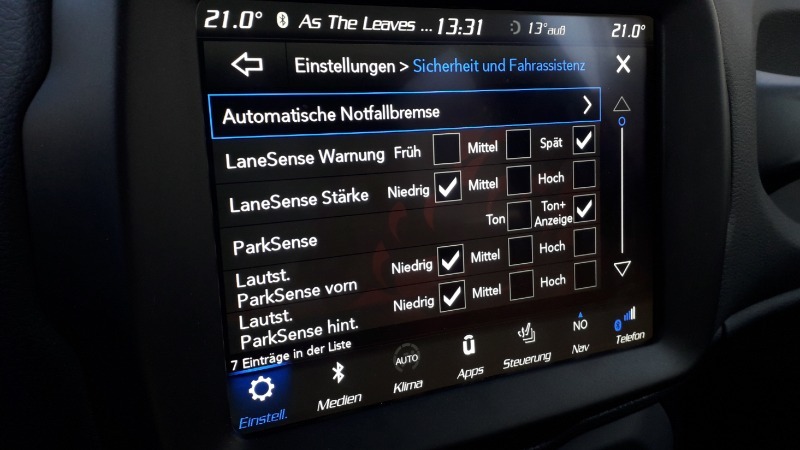 21.0° As The Leaves ... 13:31 13°auß 21.0°
Einstellungen > Sicherheit und Fahrassistenz X
Automatische Notfallbremse
LaneSense Warnung Früh Mittel Spät
LaneSense Stärke Niedrig Mittel Hoch
ParkSense Ton Ton+
Anzeige
Lautst. Niedrig Mittel Hoch
ParkSense vorn
Lautst. Niedrig Mittel Hoch
ParkSense hint.
7 Einträge in der Liste
AUTO NO
Einstell. Medien Klima Apps Steuerung Nav Telefon